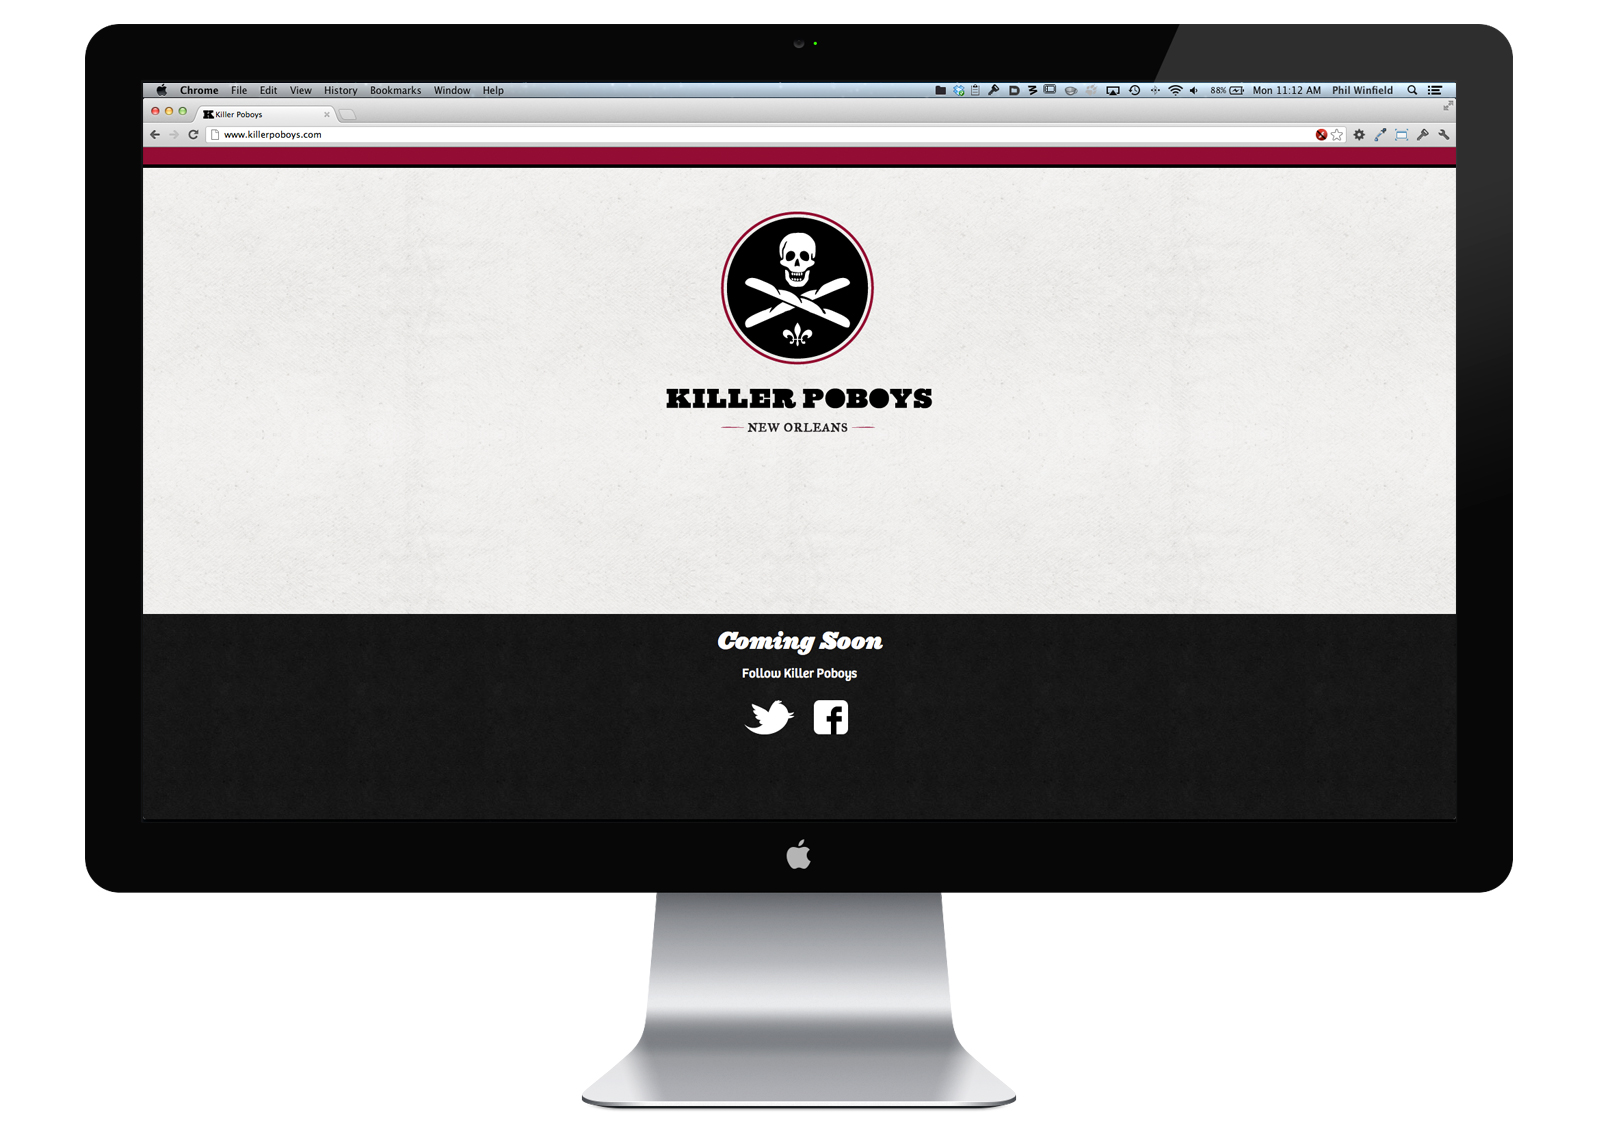 Chrome File Edit View History Bookmarks Window Help 88% Mon 11:12 AM Phil Winfield
Killer Poboys
www.killerpoboys.com
KILLER POBOYS
NEW ORLEANS
Coming Soon
Follow Killer Poboys